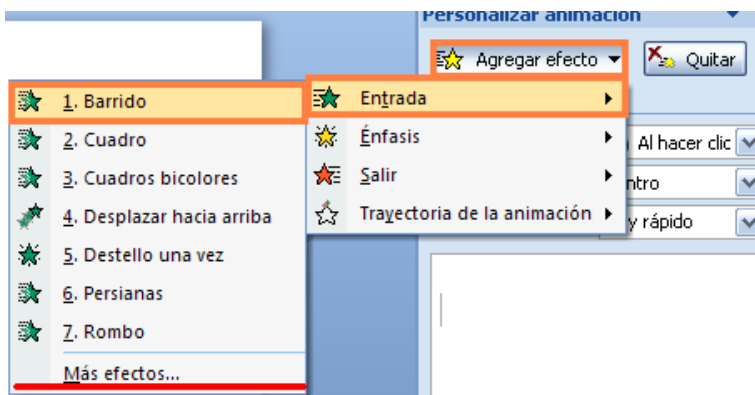 Personalizar animación
Agregar efecto
Quitar
1. Barrido
2. Cuadro
3. Cuadros bicolores
4. Desplazar hacia arriba
5. Destello una vez
6. Persianas
7. Rombo
Más efectos...
Entrada
Énfasis
Salir
Trayectoria de la animación
Al hacer clic
ntro
y rápido